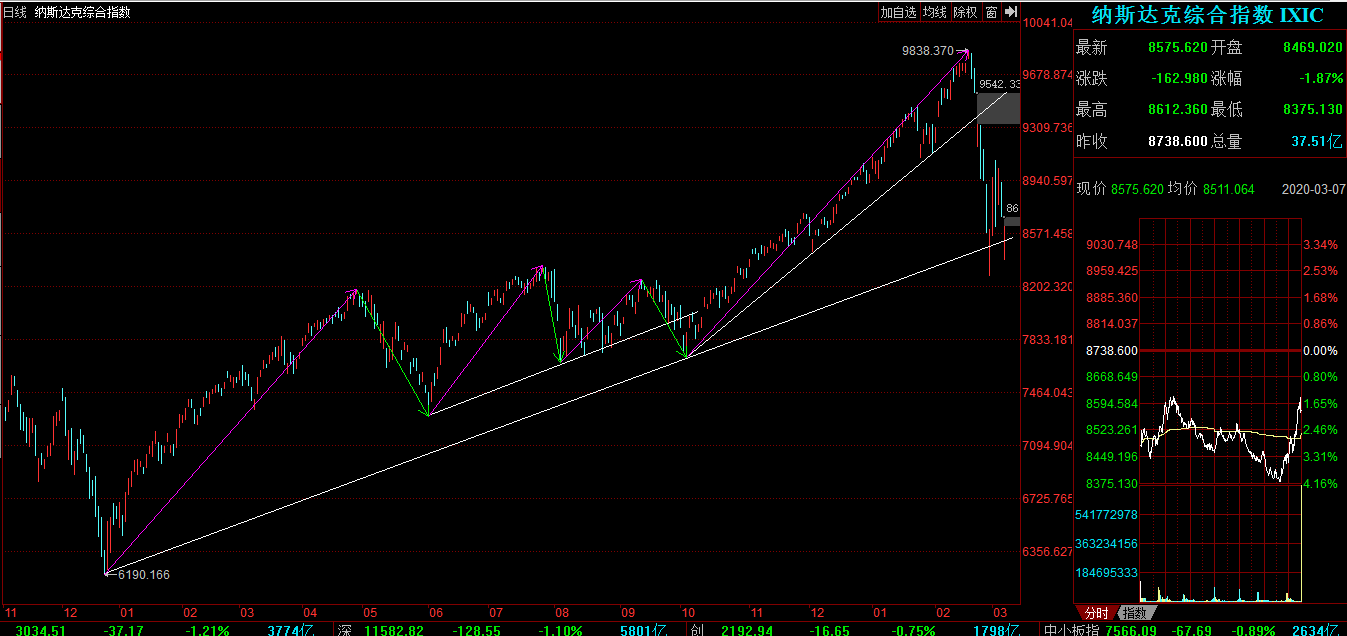 日线 纳斯达克综合指数
加自选 均线 除权 窗
10041.04
9838.370
9678.874
9542.33
9309.736
8940.597
86
8571.458
8202.320
7833.181
7464.043
7094.904
6725.765
6356.627
6190.166
11 12 01 02 03 04 05 06 07 08 09 10 11 12 01 02 03
纳斯达克综合指数 IXIC
最新 8575.620 开盘 8469.020
涨跌 -162.980 涨幅 -1.87%
最高 8612.360 最低 8375.130
昨收 8738.600 总量 37.51亿
现价 8575.620 均价 8511.064 2020-03-07
9030.748 3.34%
8959.425 2.53%
8885.360 1.68%
8814.037 0.86%
8738.600 0.00%
8668.649 0.80%
8594.584 1.65%
8523.261 2.46%
8449.196 3.31%
8375.130 4.16%
541772978
363234156
184695333
分时 指数
3034.51 -37.17 -1.21% 3774亿 深 11582.82 -128.55 -1.10% 5801亿 创 2192.94 -16.65 -0.75% 1798亿 中小板指 7566.09 -67.69 -0.89% 2634亿